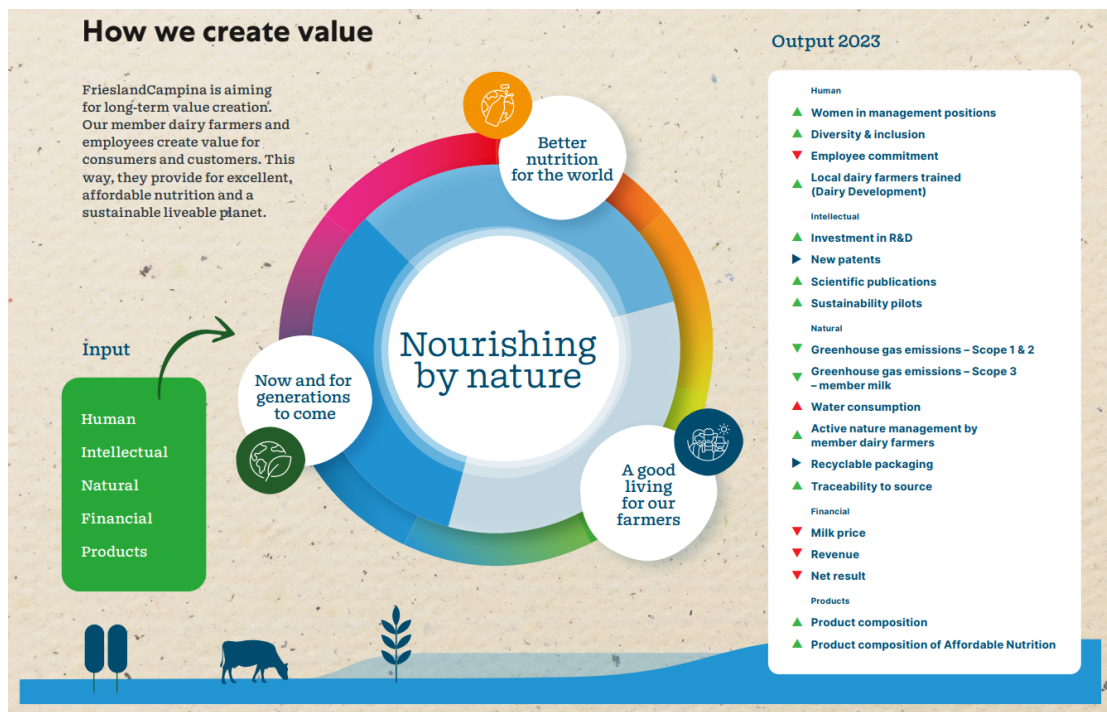 How we create value
FrieslandCampina is aiming
for long-term value creation.
Our member dairy farmers and
employees create value for
consumers and customers. This
way, they provide for excellent,
affordable nutrition and a
sustainable liveable planet.
Input
Human
Intellectual
Natural
Financial
Products
Better
nutrition
for the world
Nourishing
by nature
Now and for
generations
to come
A good
living
for our
farmers
Output 2023
Human
Women in management positions
Diversity & inclusion
Employee commitment
Local dairy farmers trained
(Dairy Development)
Intellectual
Investment in R&D
New patents
Scientific publications
Sustainability pilots
Natural
Greenhouse gas emissions – Scope 1 & 2
Greenhouse gas emissions – Scope 3
– member milk
Water consumption
Active nature management by
member dairy farmers
Recyclable packaging
Traceability to source
Financial
Milk price
Revenue
Net result
Products
Product composition
Product composition of Affordable Nutrition